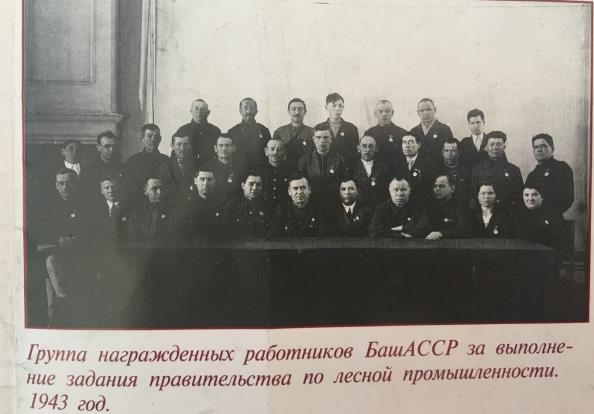 Группа награжденных работников БашАССР за выполне-
ние задания правительства по лесной промышленности.
1943 год.